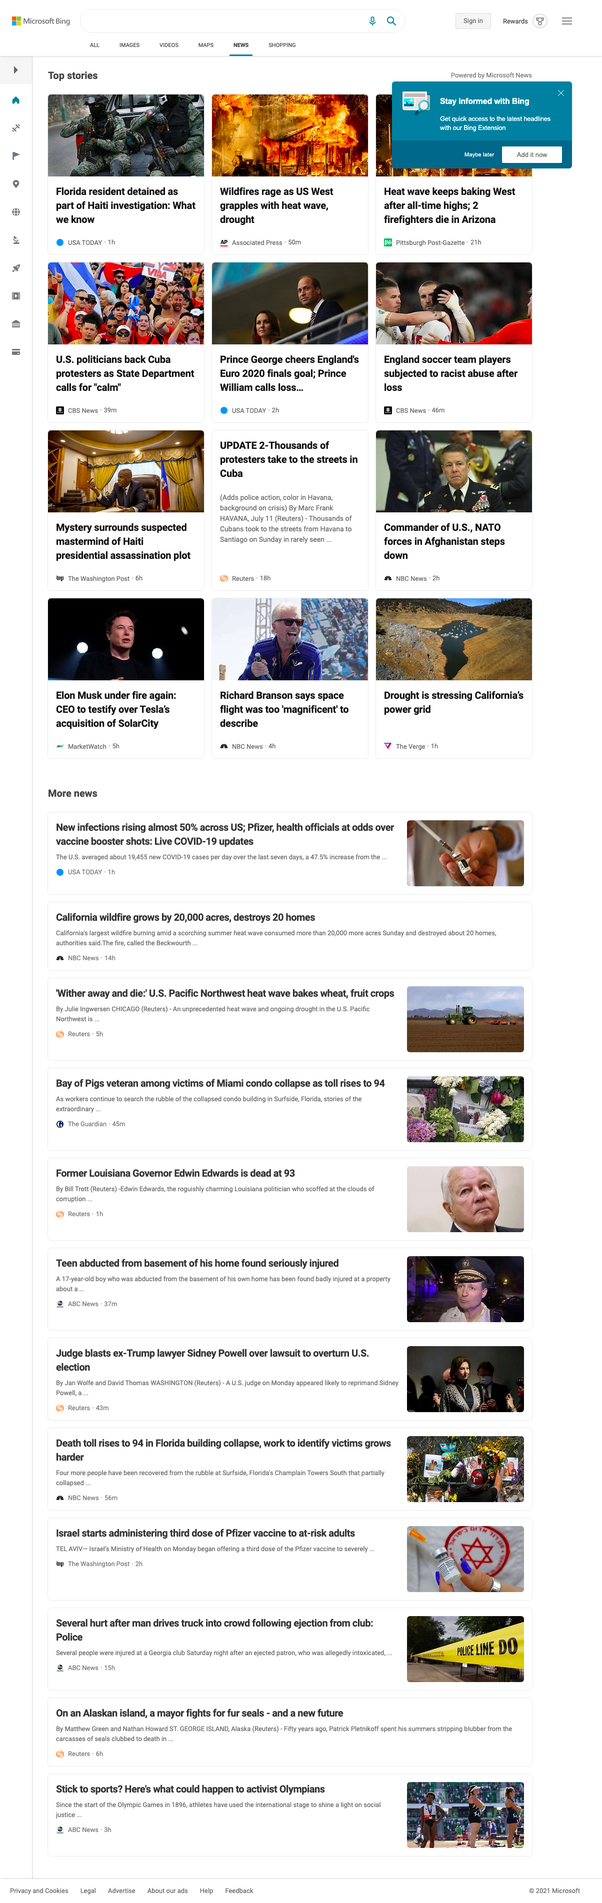 Microsoft Bing
Sign in
Rewards
ALL
IMAGES
VIDEOS
MAPS
NEWS
SHOPPING
Top stories
Powered by Microsoft News
Stay informed with Bing
Get quick access to the latest headlines
with our Bing Extension
Maybe later
Add it now
Florida resident detained as
part of Haiti investigation: What
we know
USA TODAY · 1h
Wildfires rage as US West
grapples with heat wave,
drought
AP Associated Press · 50m
Heat wave keeps baking West
after all-time highs; 2
firefighters die in Arizona
PG Pittsburgh Post-Gazette · 21h
VIDA
U.S. politicians back Cuba
protesters as State Department
calls for "calm"
CBS News · 39m
Prince George cheers England's
Euro 2020 finals goal; Prince
William calls loss...
USA TODAY · 2h
England soccer team players
subjected to racist abuse after
loss
CBS News · 46m
Mystery surrounds suspected
mastermind of Haiti
presidential assassination plot
wp The Washington Post · 6h
UPDATE 2-Thousands of
protesters take to the streets in
Cuba
(Adds police action, color in Havana,
background on crisis) By Marc Frank
HAVANA, July 11 (Reuters) - Thousands of
Cubans took to the streets from Havana to
Santiago on Sunday in rarely seen ...
Reuters · 18h
Commander of U.S., NATO
forces in Afghanistan steps
down
NBC News · 2h
Elon Musk under fire again:
CEO to testify over Tesla's
acquisition of SolarCity
MarketWatch · 5h
Richard Branson says space
flight was too 'magnificent' to
describe
NBC News · 4h
Drought is stressing California's
power grid
The Verge · 1h
More news
New infections rising almost 50% across US; Pfizer, health officials at odds over
vaccine booster shots: Live COVID-19 updates
The U.S. averaged about 19,455 new COVID-19 cases per day over the last seven days, a 47.5% increase from the ...
USA TODAY · 1h
California wildfire grows by 20,000 acres, destroys 20 homes
California's largest wildfire burning amid a scorching summer heat wave consumed more than 20,000 more acres Sunday and destroyed about 20 homes,
authorities said.The fire, called the Beckwourth ...
NBC News · 14h
'Wither away and die:' U.S. Pacific Northwest heat wave bakes wheat, fruit crops
By Julie Ingwersen CHICAGO (Reuters) - An unprecedented heat wave and ongoing drought in the U.S. Pacific
Northwest is ...
Reuters · 5h
Bay of Pigs veteran among victims of Miami condo collapse as toll rises to 94
As workers continue to search the rubble of the collapsed condo building in Surfside, Florida, stories of the
extraordinary ...
The Guardian · 45m
Former Louisiana Governor Edwin Edwards is dead at 93
By Bill Trott (Reuters) -Edwin Edwards, the roguishly charming Louisiana politician who scoffed at the clouds of
corruption ...
Reuters · 1h
Teen abducted from basement of his home found seriously injured
A 17-year-old boy who was abducted from the basement of his own home has been found badly injured at a property
about a ...
ABC News · 37m
Judge blasts ex-Trump lawyer Sidney Powell over lawsuit to overturn U.S.
election
By Jan Wolfe and David Thomas WASHINGTON (Reuters) - A U.S. judge on Monday appeared likely to reprimand Sidney
Powell, a ...
Reuters · 43m
Death toll rises to 94 in Florida building collapse, work to identify victims grows
harder
Four more people have been recovered from the rubble at Surfside, Florida's Champlain Towers South that partially
collapsed ...
NBC News · 56m
Israel starts administering third dose of Pfizer vaccine to at-risk adults
TEL AVIV— Israel's Ministry of Health on Monday began offering a third dose of the Pfizer vaccine to severely ...
wp The Washington Post · 2h
Several hurt after man drives truck into crowd following ejection from club:
Police
Several people were injured at a Georgia club Saturday night after an ejected patron, who was allegedly intoxicated, ...
ABC News · 15h
POLICE LINE DO
On an Alaskan island, a mayor fights for fur seals - and a new future
By Matthew Green and Nathan Howard ST. GEORGE ISLAND, Alaska (Reuters) - Fifty years ago, Patrick Pletnikoff spent his summers stripping blubber from the
carcasses of seals clubbed to death in ...
Reuters · 6h
Stick to sports? Here's what could happen to activist Olympians
Since the start of the Olympic Games in 1896, athletes have used the international stage to shine a light on social
justice ...
ABC News · 3h
Privacy and Cookies
Legal
Advertise
About our ads
Help
Feedback
© 2021 Microsoft